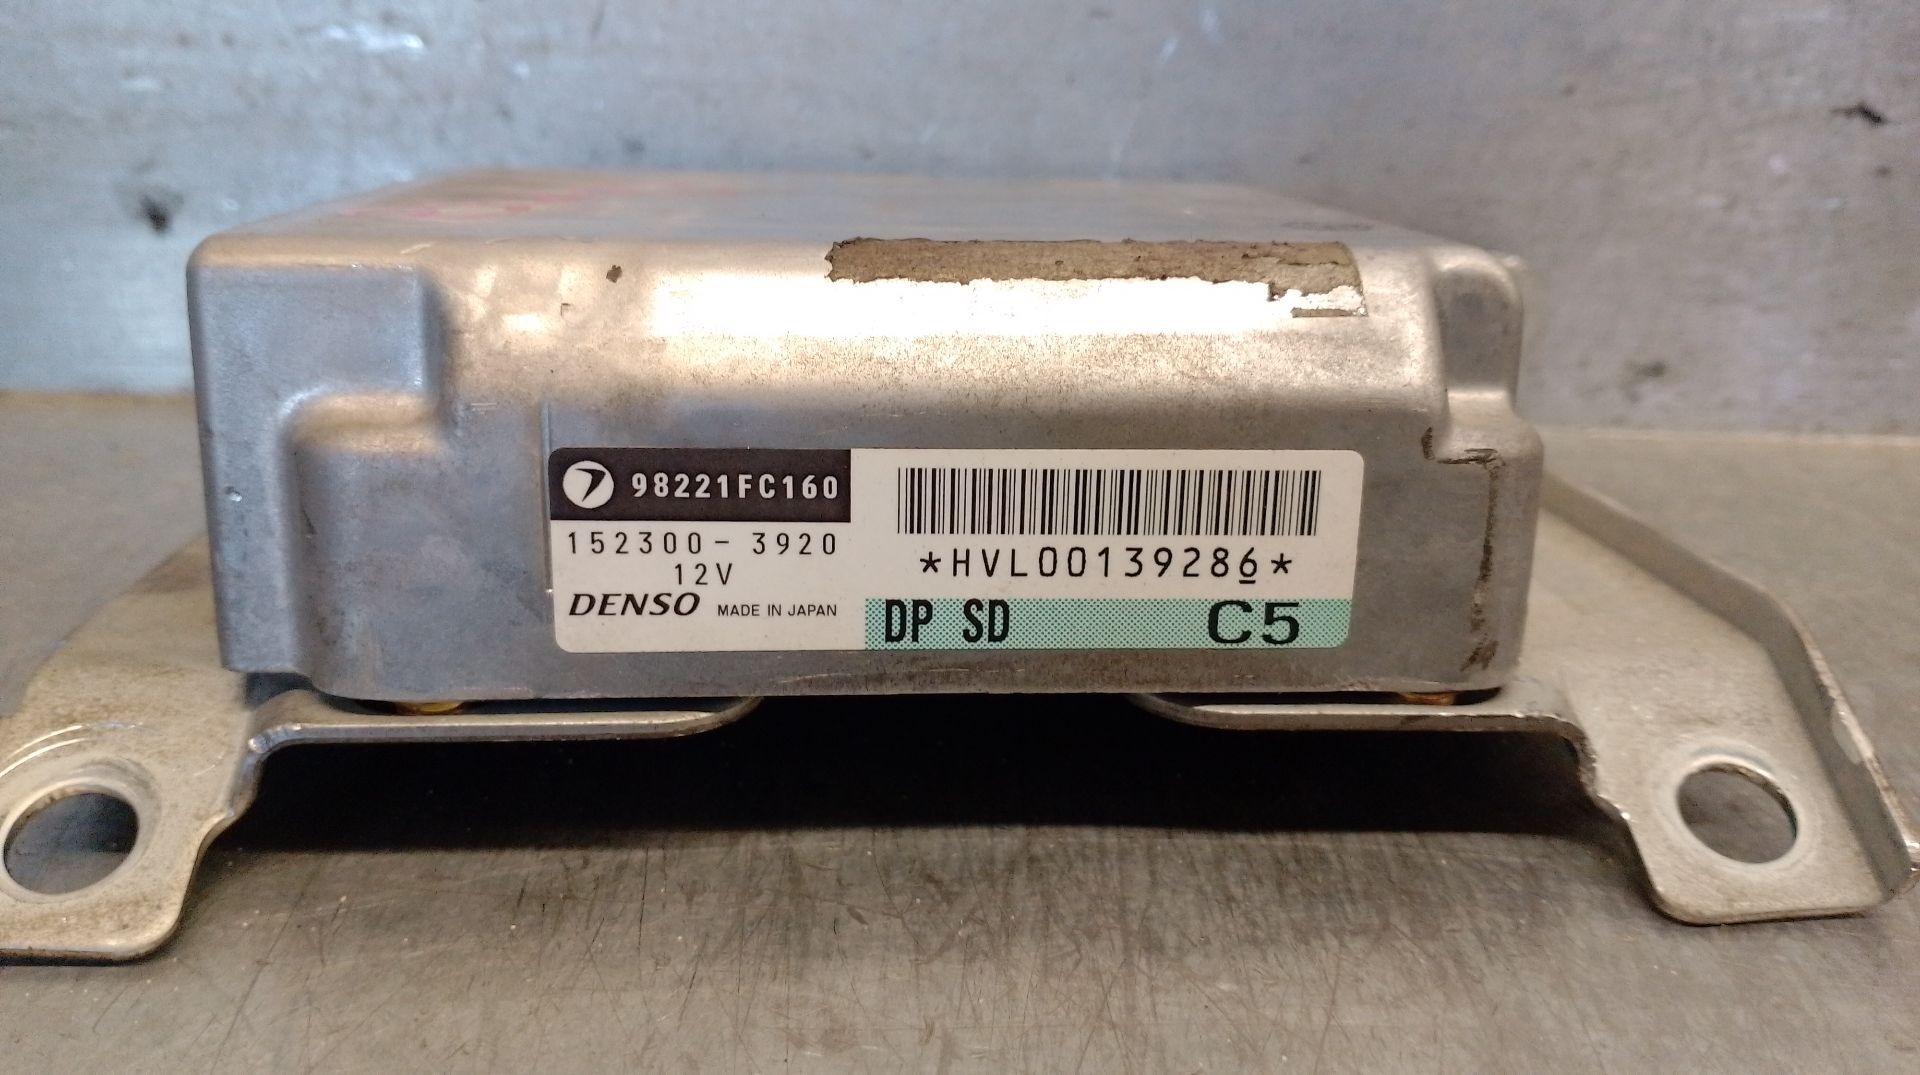 98221FC160
152300-3920
12V
DENSO MADE IN JAPAN
*HVL00139286*
DP SD C5